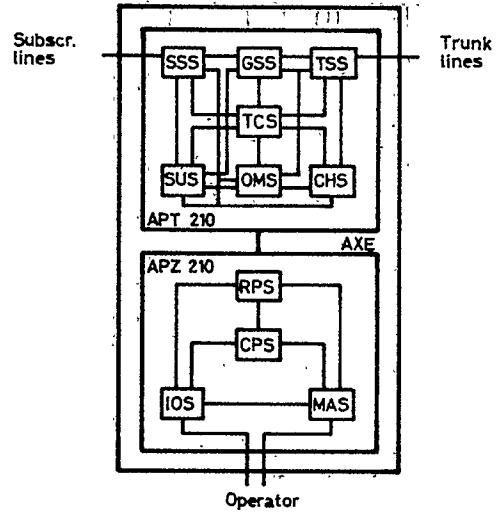 Subscr.
lines
Trunk
lines
SSS
GSS
TSS
TCS
SUS
OMS
CHS
APT 210
AXE
APZ 210
RPS
CPS
IOS
MAS
Operator